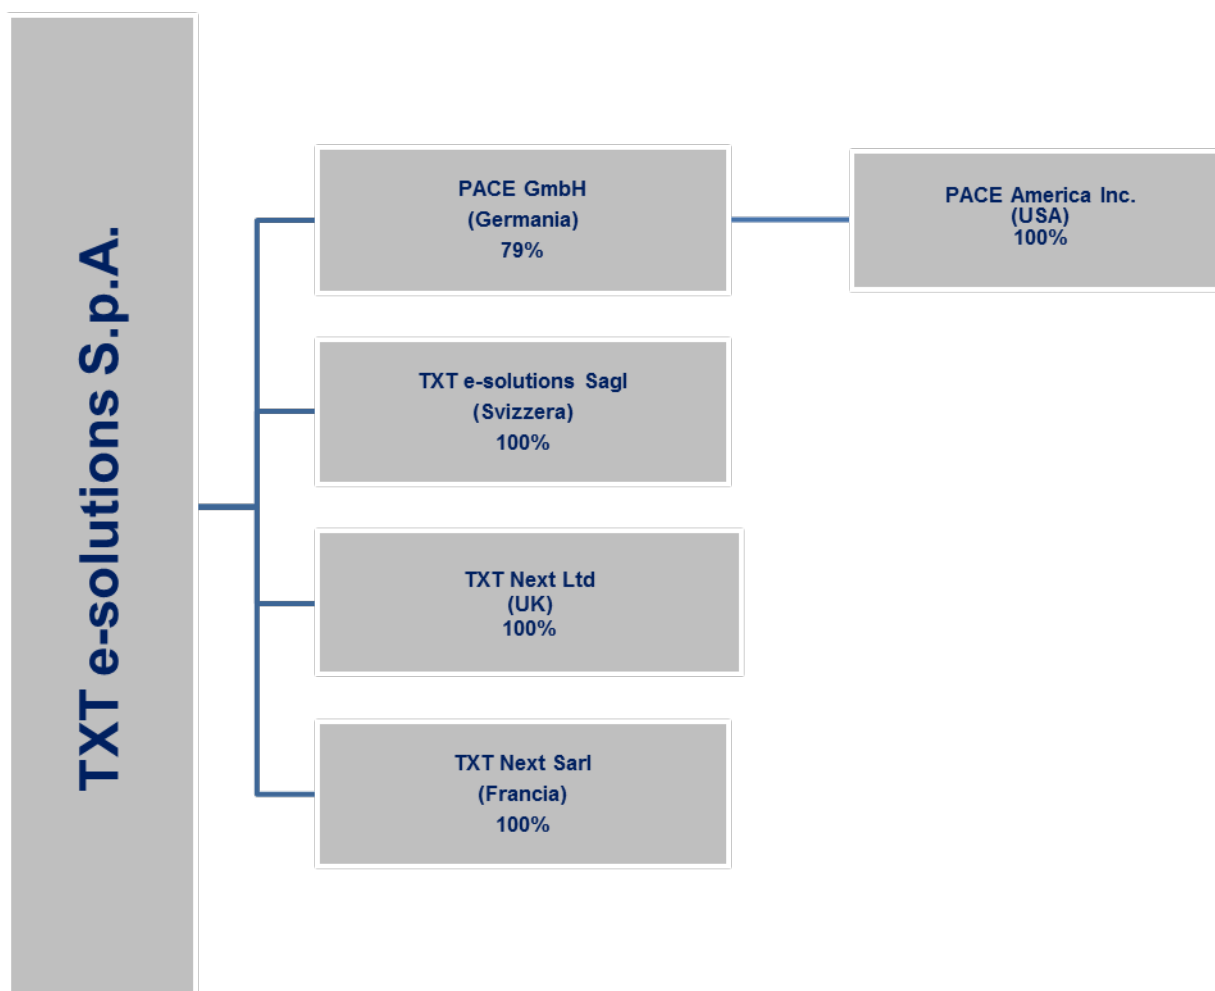 TXT e-solutions S.p.A.
PACE GmbH
(Germania)
79%
PACE America Inc.
(USA)
100%
TXT e-solutions Sagl
(Svizzera)
100%
TXT Next Ltd
(UK)
100%
TXT Next Sarl
(Francia)
100%